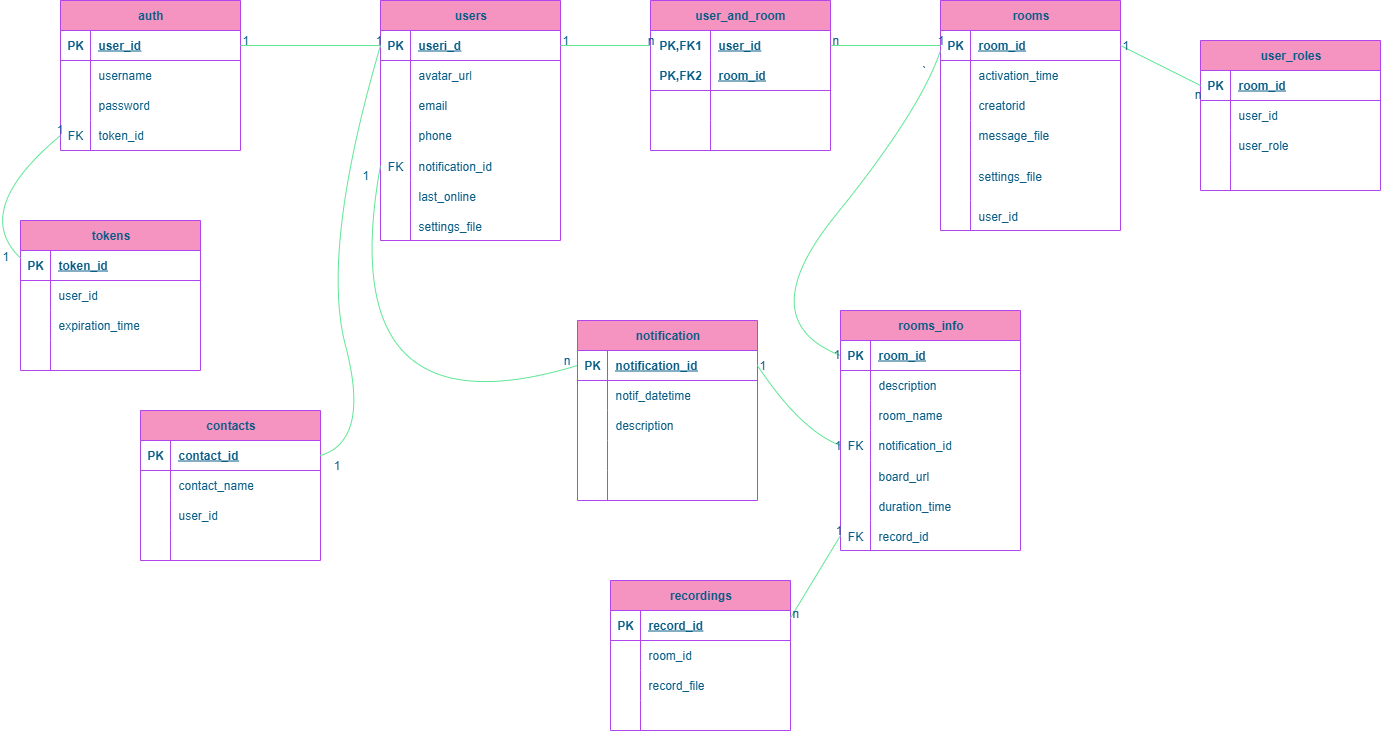 auth
PK user_id
username
password
FK token_id
1
1
users
PK useri_d
avatar_url
email
phone
FK notification_id
last_online
settings_file
1
1
1
user_and_room
PK,FK1 user_id
PK,FK2 room_id
n
n
rooms
PK room_id
activation_time
creatorid
message_file
settings_file
user_id
1
1
`
user_roles
PK room_id
user_id
user_role
n
tokens
PK token_id
user_id
expiration_time
1
notification
PK notification_id
notif_datetime
description
n
1
rooms_info
PK room_id
description
room_name
FK notification_id
board_url
duration_time
FK record_id
1
1
1
contacts
PK contact_id
contact_name
user_id
1
recordings
PK record_id
room_id
record_file
n